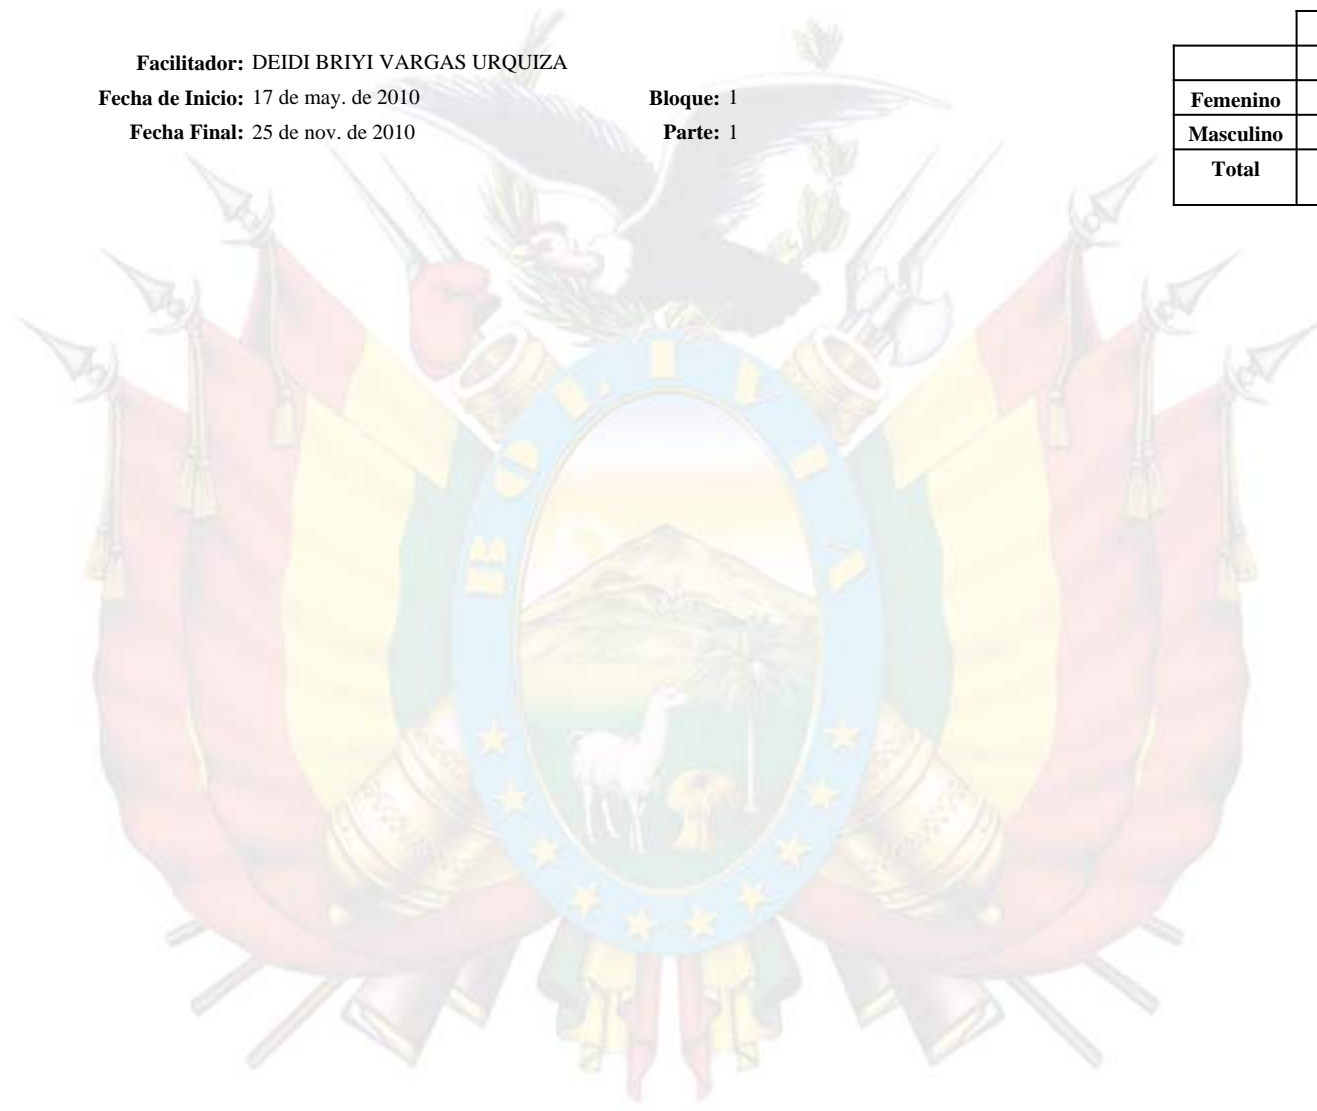 Facilitador: DEIDI BRIYI VARGAS URQUIZA
Fecha de Inicio: 17 de may. de 2010 Bloque: 1
Fecha Final: 25 de nov. de 2010 Parte: 1
Femenino
Masculino
Total
BOLIVIA